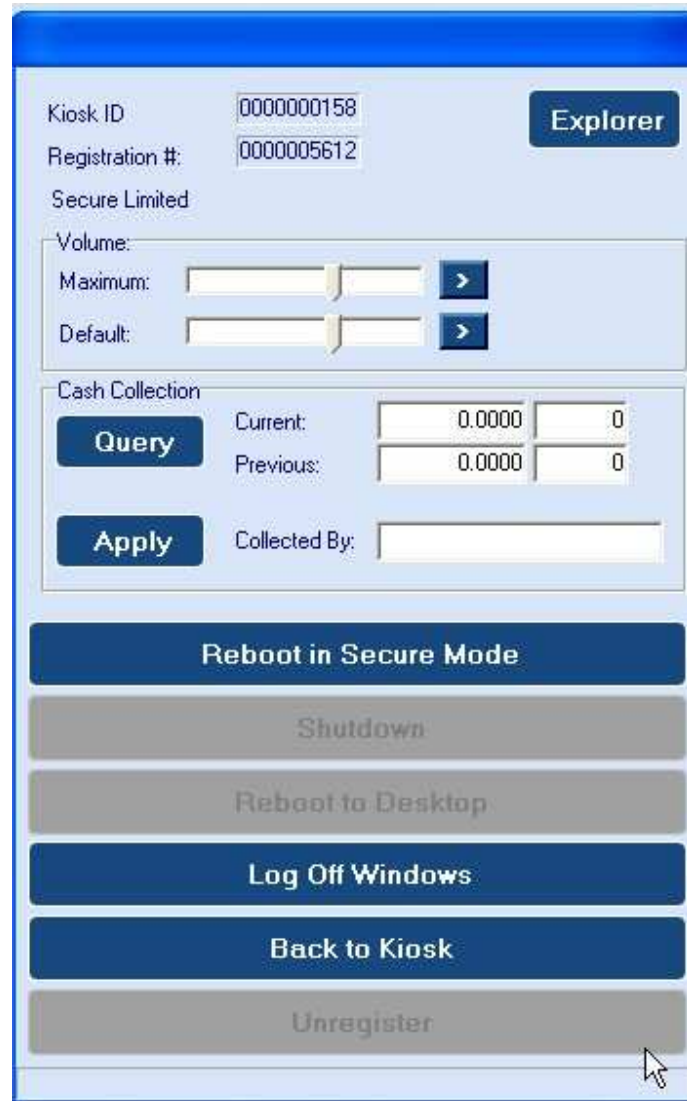 Kiosk ID 0000000158 Explorer
Registration #: 0000005612
Secure Limited
Volume:
Maximum: >
Default: >
Cash Collection
Query Current: 0.0000 0
Previous: 0.0000 0
Apply Collected By:
Reboot in Secure Mode
Shutdown
Reboot to Desktop
Log Off Windows
Back to Kiosk
Unregister